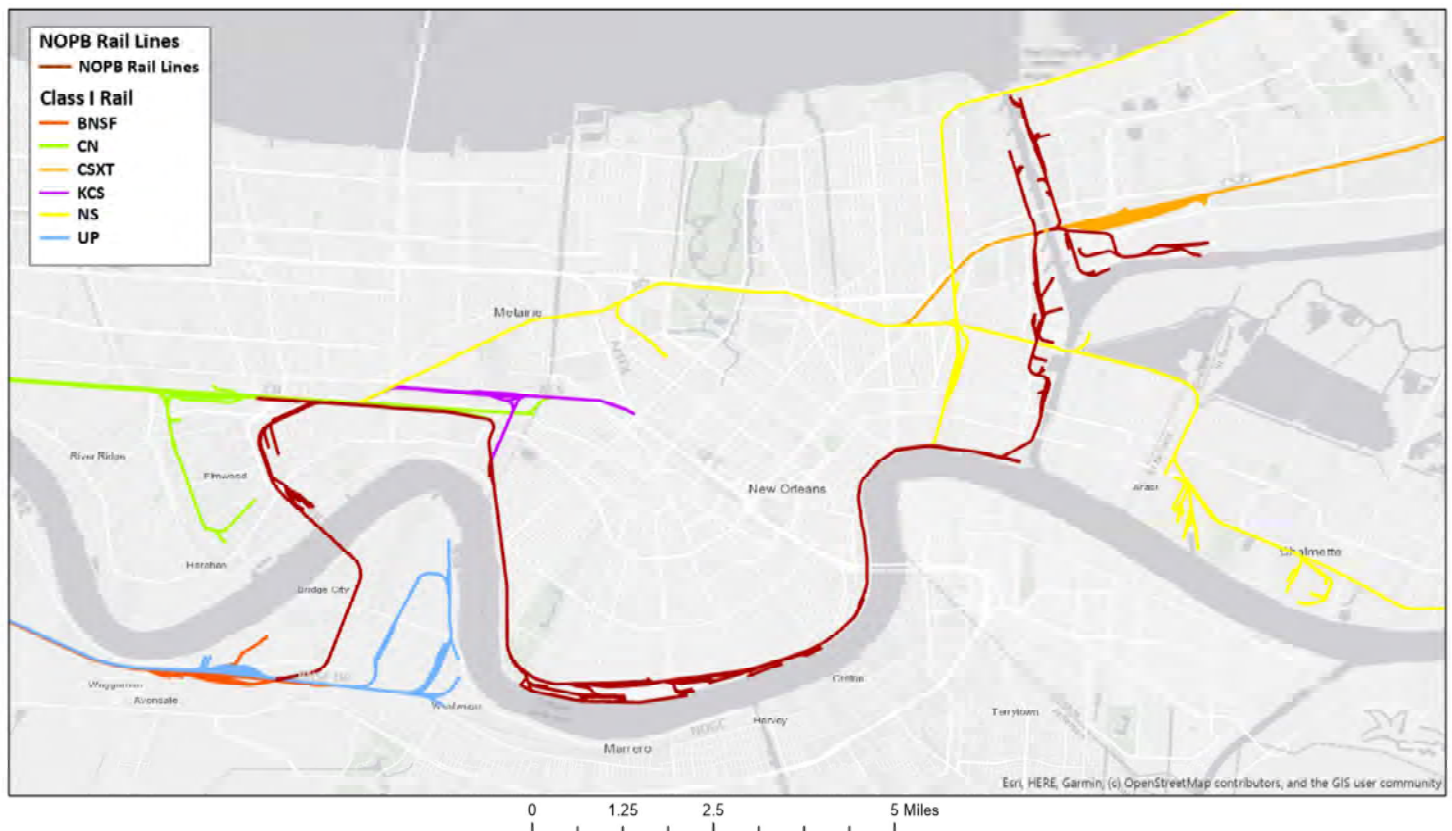 NOPB Rail Lines
NOPB Rail Lines
Class I Rail
BNSF
CN
CSXT
KCS
NS
UP
Metairie
River Ridge
Elmwood
New Orleans
Arabi
Harahan
Chalmette
Bridge City
Waggaman
Avondale
Westwego
Gretna
Terrytown
Harvey
NOGC
Marrero
Esri, HERE, Garmin, (c) OpenStreetMap contributors, and the GIS user community
0 1.25 2.5 5 Miles